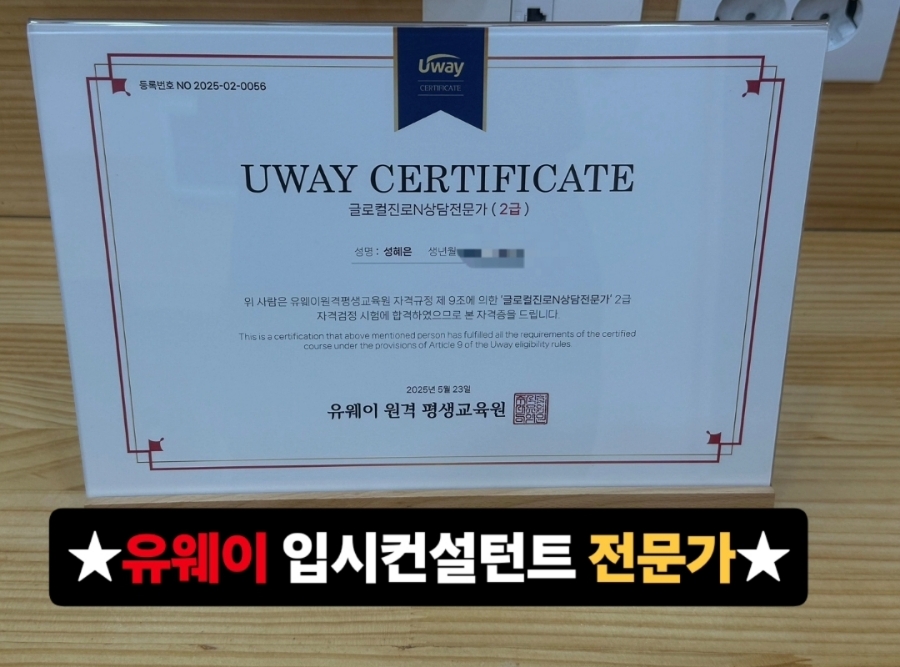 Uway
CERTIFICATE
등록번호 NO 2025-02-0056
UWAY CERTIFICATE
글로컬진로N상담전문가 ( 2급 )
성명 : 성혜은 생년월
위 사람은 유웨이원격평생교육원 자격규정 제 9조에 의한 '글로컬진로N상담전문가' 2급
자격검정 시험에 합격하였으므로 본 자격증을 드립니다.
This is a certification that above mentioned person has fulfilled all the requirements of the certified
course under the provisions of Article 9 of the Uway eligibility rules.
2025년 5월 23일
유웨이 원격 평생교육원
★유웨이 입시컨설턴트 전문가★